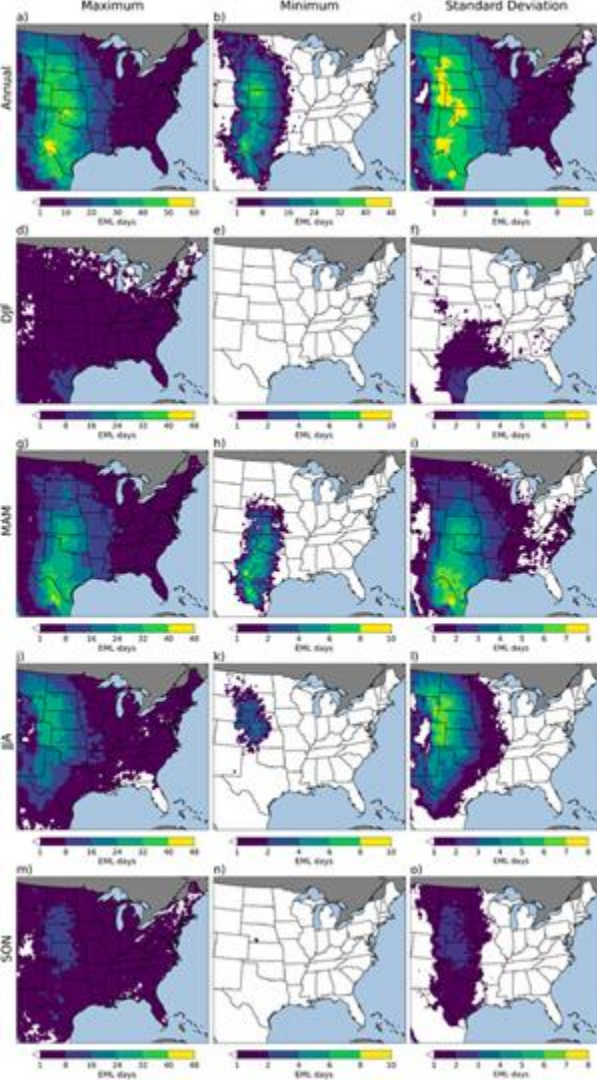 Maximum Minimum Standard Deviation
a) b) c)
Annual
1 10 20 30 40 50 60 1 8 16 24 32 40 48 1 2 4 6 8 10
EML days EML days EML days
d) e) f)
DJF
1 8 16 24 32 40 48 1 2 4 6 8 10 1 2 3 4 5 6 7 8
EML days EML days EML days
g) h) i)
MAM
1 8 16 24 32 40 48 1 2 4 6 8 10 1 2 3 4 5 6 7 8
EML days EML days EML days
j) k) l)
JJA
1 8 16 24 32 40 48 1 2 4 6 8 10 1 2 3 4 5 6 7 8
EML days EML days EML days
m) n) o)
SON
1 8 16 24 32 40 48 1 2 4 6 8 10 1 2 3 4 5 6 7 8
EML days EML days EML days